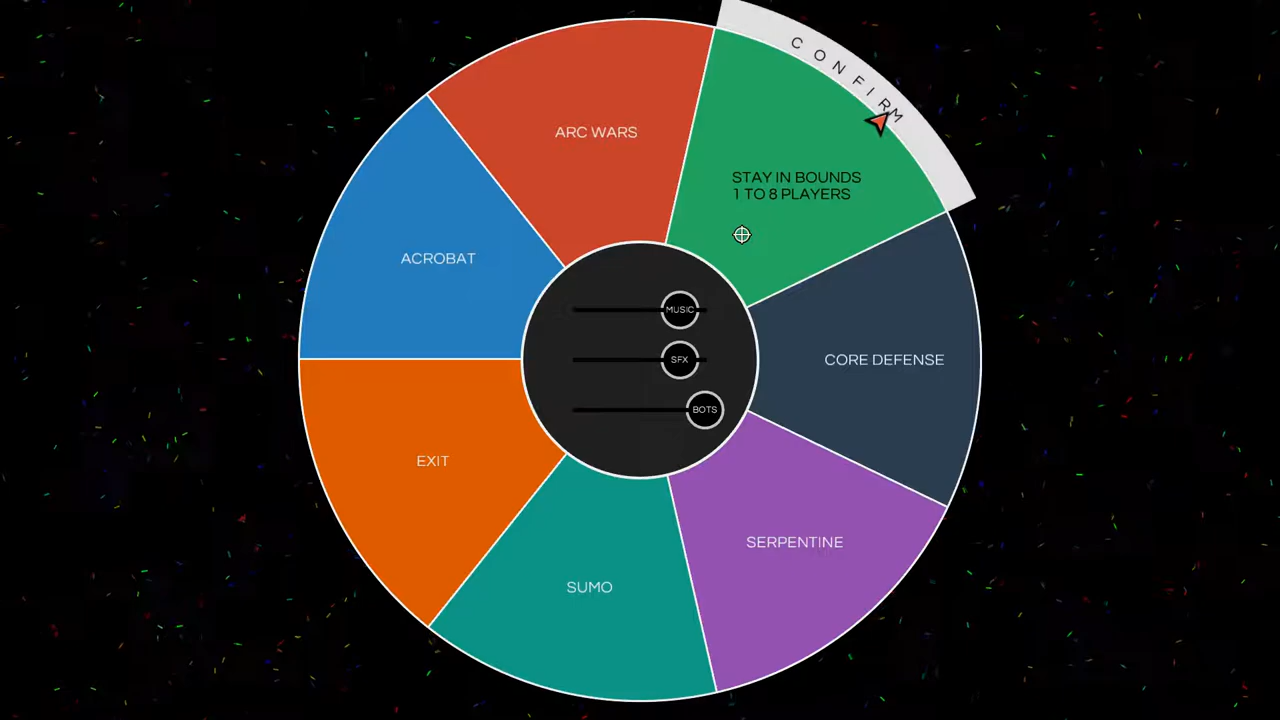 CONFIRM
ARC WARS
STAY IN BOUNDS
1 TO 8 PLAYERS
ACROBAT
MUSIC
SFX
CORE DEFENSE
BOTS
EXIT
SERPENTINE
SUMO